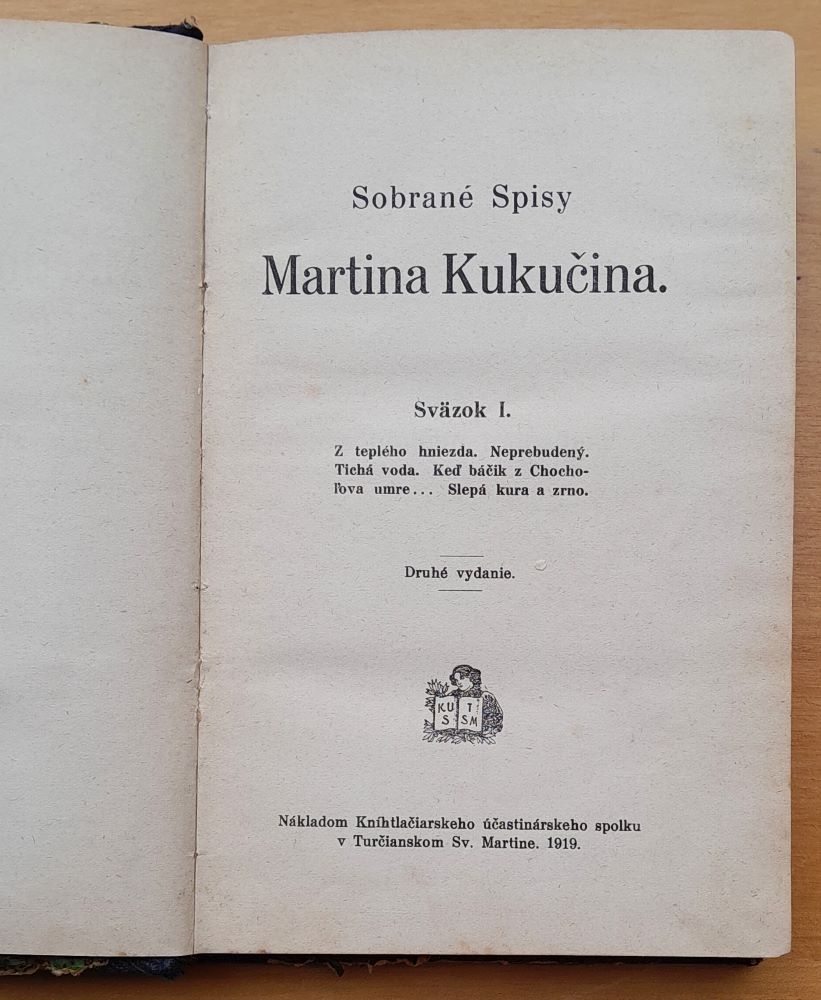 Sobrané Spisy
Martina Kukučina.
Sväzok I.
Z teplého hniezda. Neprebudený.
Tichá voda. Keď báčik z Chocho-
ľova umre... Slepá kura a zrno.
Druhé vydanie.
KU T
S SM
Nákladom Kníhtlačiarskeho účastinárskeho spolku
v Turčianskom Sv. Martine. 1919.